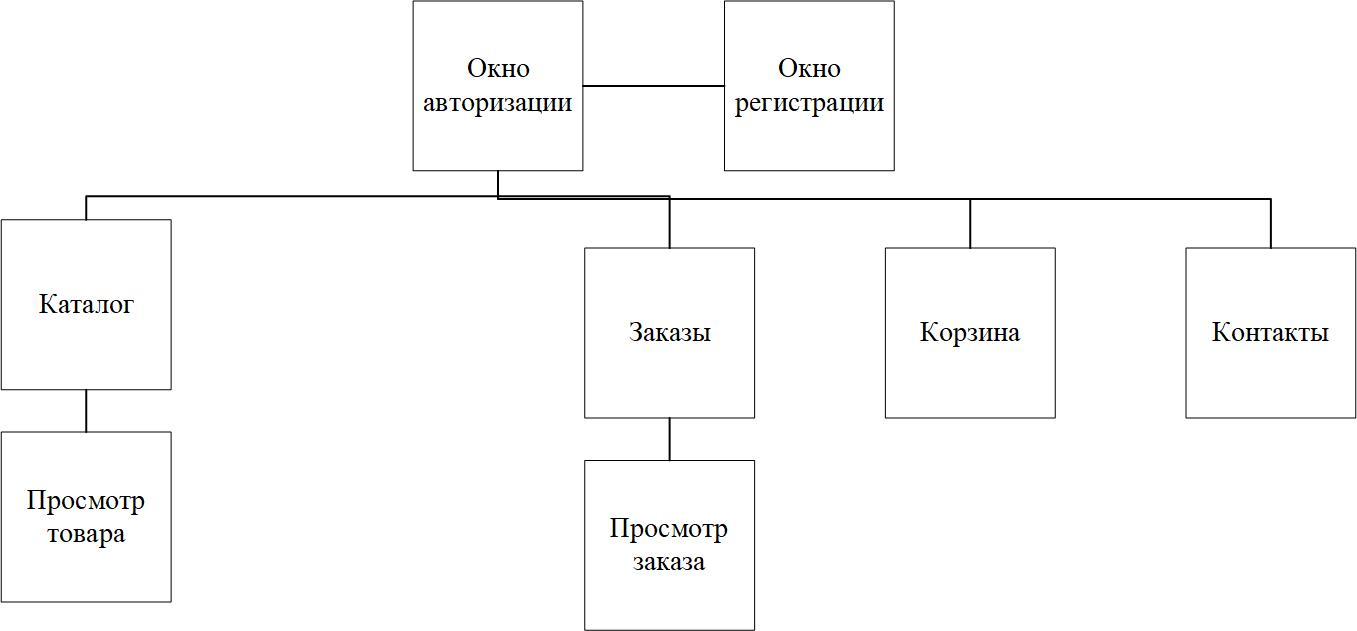 Окно
авторизации
Окно
регистрации
Каталог
Заказы
Корзина
Контакты
Просмотр
товара
Просмотр
заказа